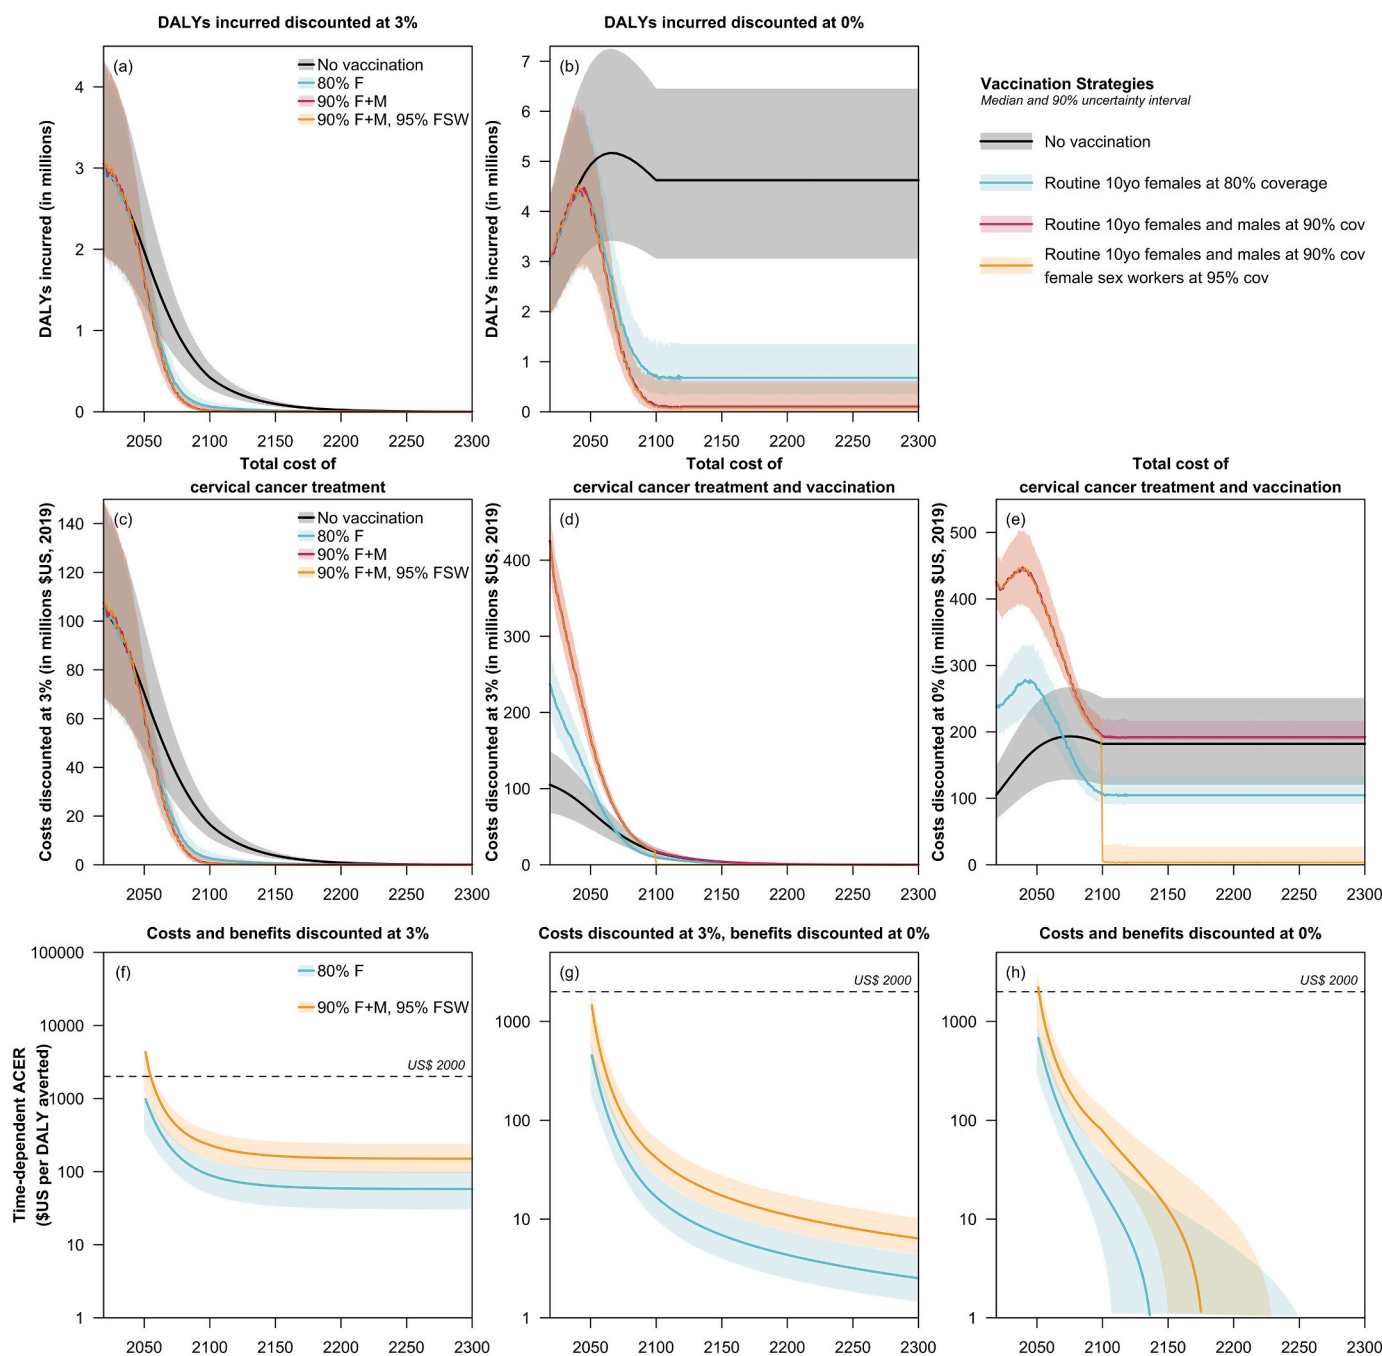 DALYs incurred discounted at 3%
DALYs incurred discounted at 0%
(a)
No vaccination
80% F
90% F+M
90% F+M, 95% FSW
DALYs incurred (in millions)
4
3
2
1
0
2050
2100
2150
2200
2250
2300
(b)
DALYs incurred (in millions)
7
6
5
4
3
2
1
0
2050
2100
2150
2200
2250
2300
Vaccination Strategies
Median and 90% uncertainty interval
No vaccination
Routine 10yo females at 80% coverage
Routine 10yo females and males at 90% cov
Routine 10yo females and males at 90% cov
female sex workers at 95% cov
Total cost of
cervical cancer treatment
(c)
No vaccination
80% F
90% F+M
90% F+M, 95% FSW
Costs discounted at 3% (in millions $US, 2019)
140
120
100
80
60
40
20
0
2050
2100
2150
2200
2250
2300
Total cost of
cervical cancer treatment and vaccination
(d)
Costs discounted at 3% (in millions $US, 2019)
400
300
200
100
0
2050
2100
2150
2200
2250
2300
Total cost of
cervical cancer treatment and vaccination
(e)
Costs discounted at 0% (in millions $US, 2019)
500
400
300
200
100
0
2050
2100
2150
2200
2250
2300
Costs and benefits discounted at 3%
(f)
80% F
90% F+M, 95% FSW
US$ 2000
Time-dependent ACER
($US per DALY averted)
100000
10000
1000
100
10
1
2050
2100
2150
2200
2250
2300
Costs discounted at 3%, benefits discounted at 0%
(g)
US$ 2000
1000
100
10
1
2050
2100
2150
2200
2250
2300
Costs and benefits discounted at 0%
(h)
US$ 2000
1000
100
10
1
2050
2100
2150
2200
2250
2300